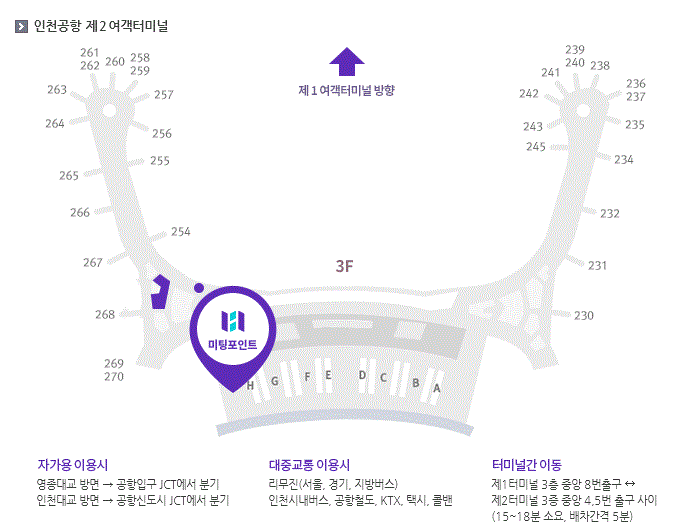 인천공항 제2여객터미널
제1여객터미널 방향
261
262
260
258
259
263
257
264
256
265
255
266
254
267
268
269
270
239
240
238
241
236
237
242
243
235
245
234
232
231
230
3F
미팅포인트
H
G
F
E
D
C
B
A
자가용 이용시
영종대교 방면 → 공항입구 JCT에서 분기
인천대교 방면 → 공항신도시 JCT에서 분기
대중교통 이용시
리무진(서울, 경기, 지방버스)
인천시내버스, 공항철도, KTX, 택시, 콜밴
터미널간 이동
제1터미널 3층 중앙 8번출구 ↔
제2터미널 3층 중앙 4,5번 출구 사이
(15~18분 소요, 배차간격 5분)